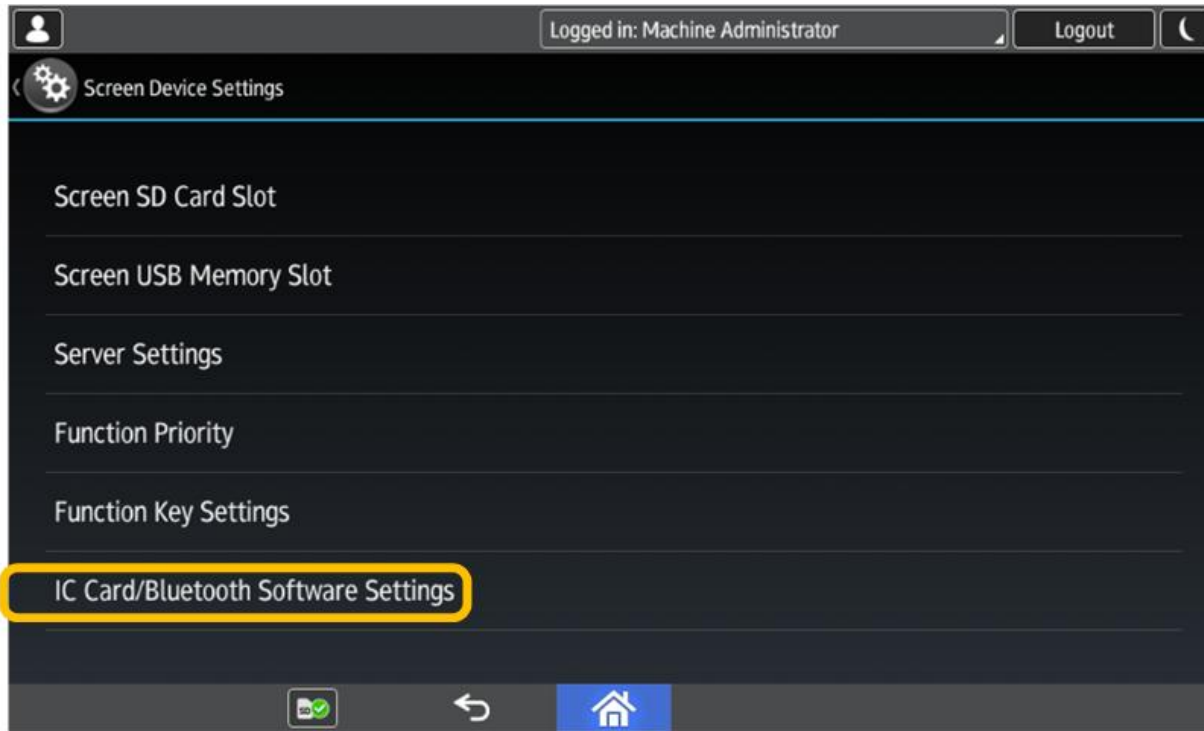 Logged in: Machine Administrator
Logout
Screen Device Settings
Screen SD Card Slot
Screen USB Memory Slot
Server Settings
Function Priority
Function Key Settings
IC Card/Bluetooth Software Settings
SD